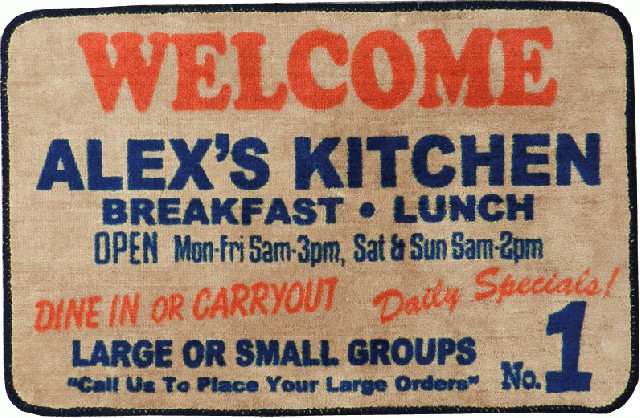 WELCOME
ALEX'S KITCHEN
BREAKFAST • LUNCH
OPEN Mon-Fri 5am-3pm, Sat & Sun 5am-2pm
DINE IN OR CARRYOUT Daily Specials!
LARGE OR SMALL GROUPS
"Call Us To Place Your Large Orders" No. 1